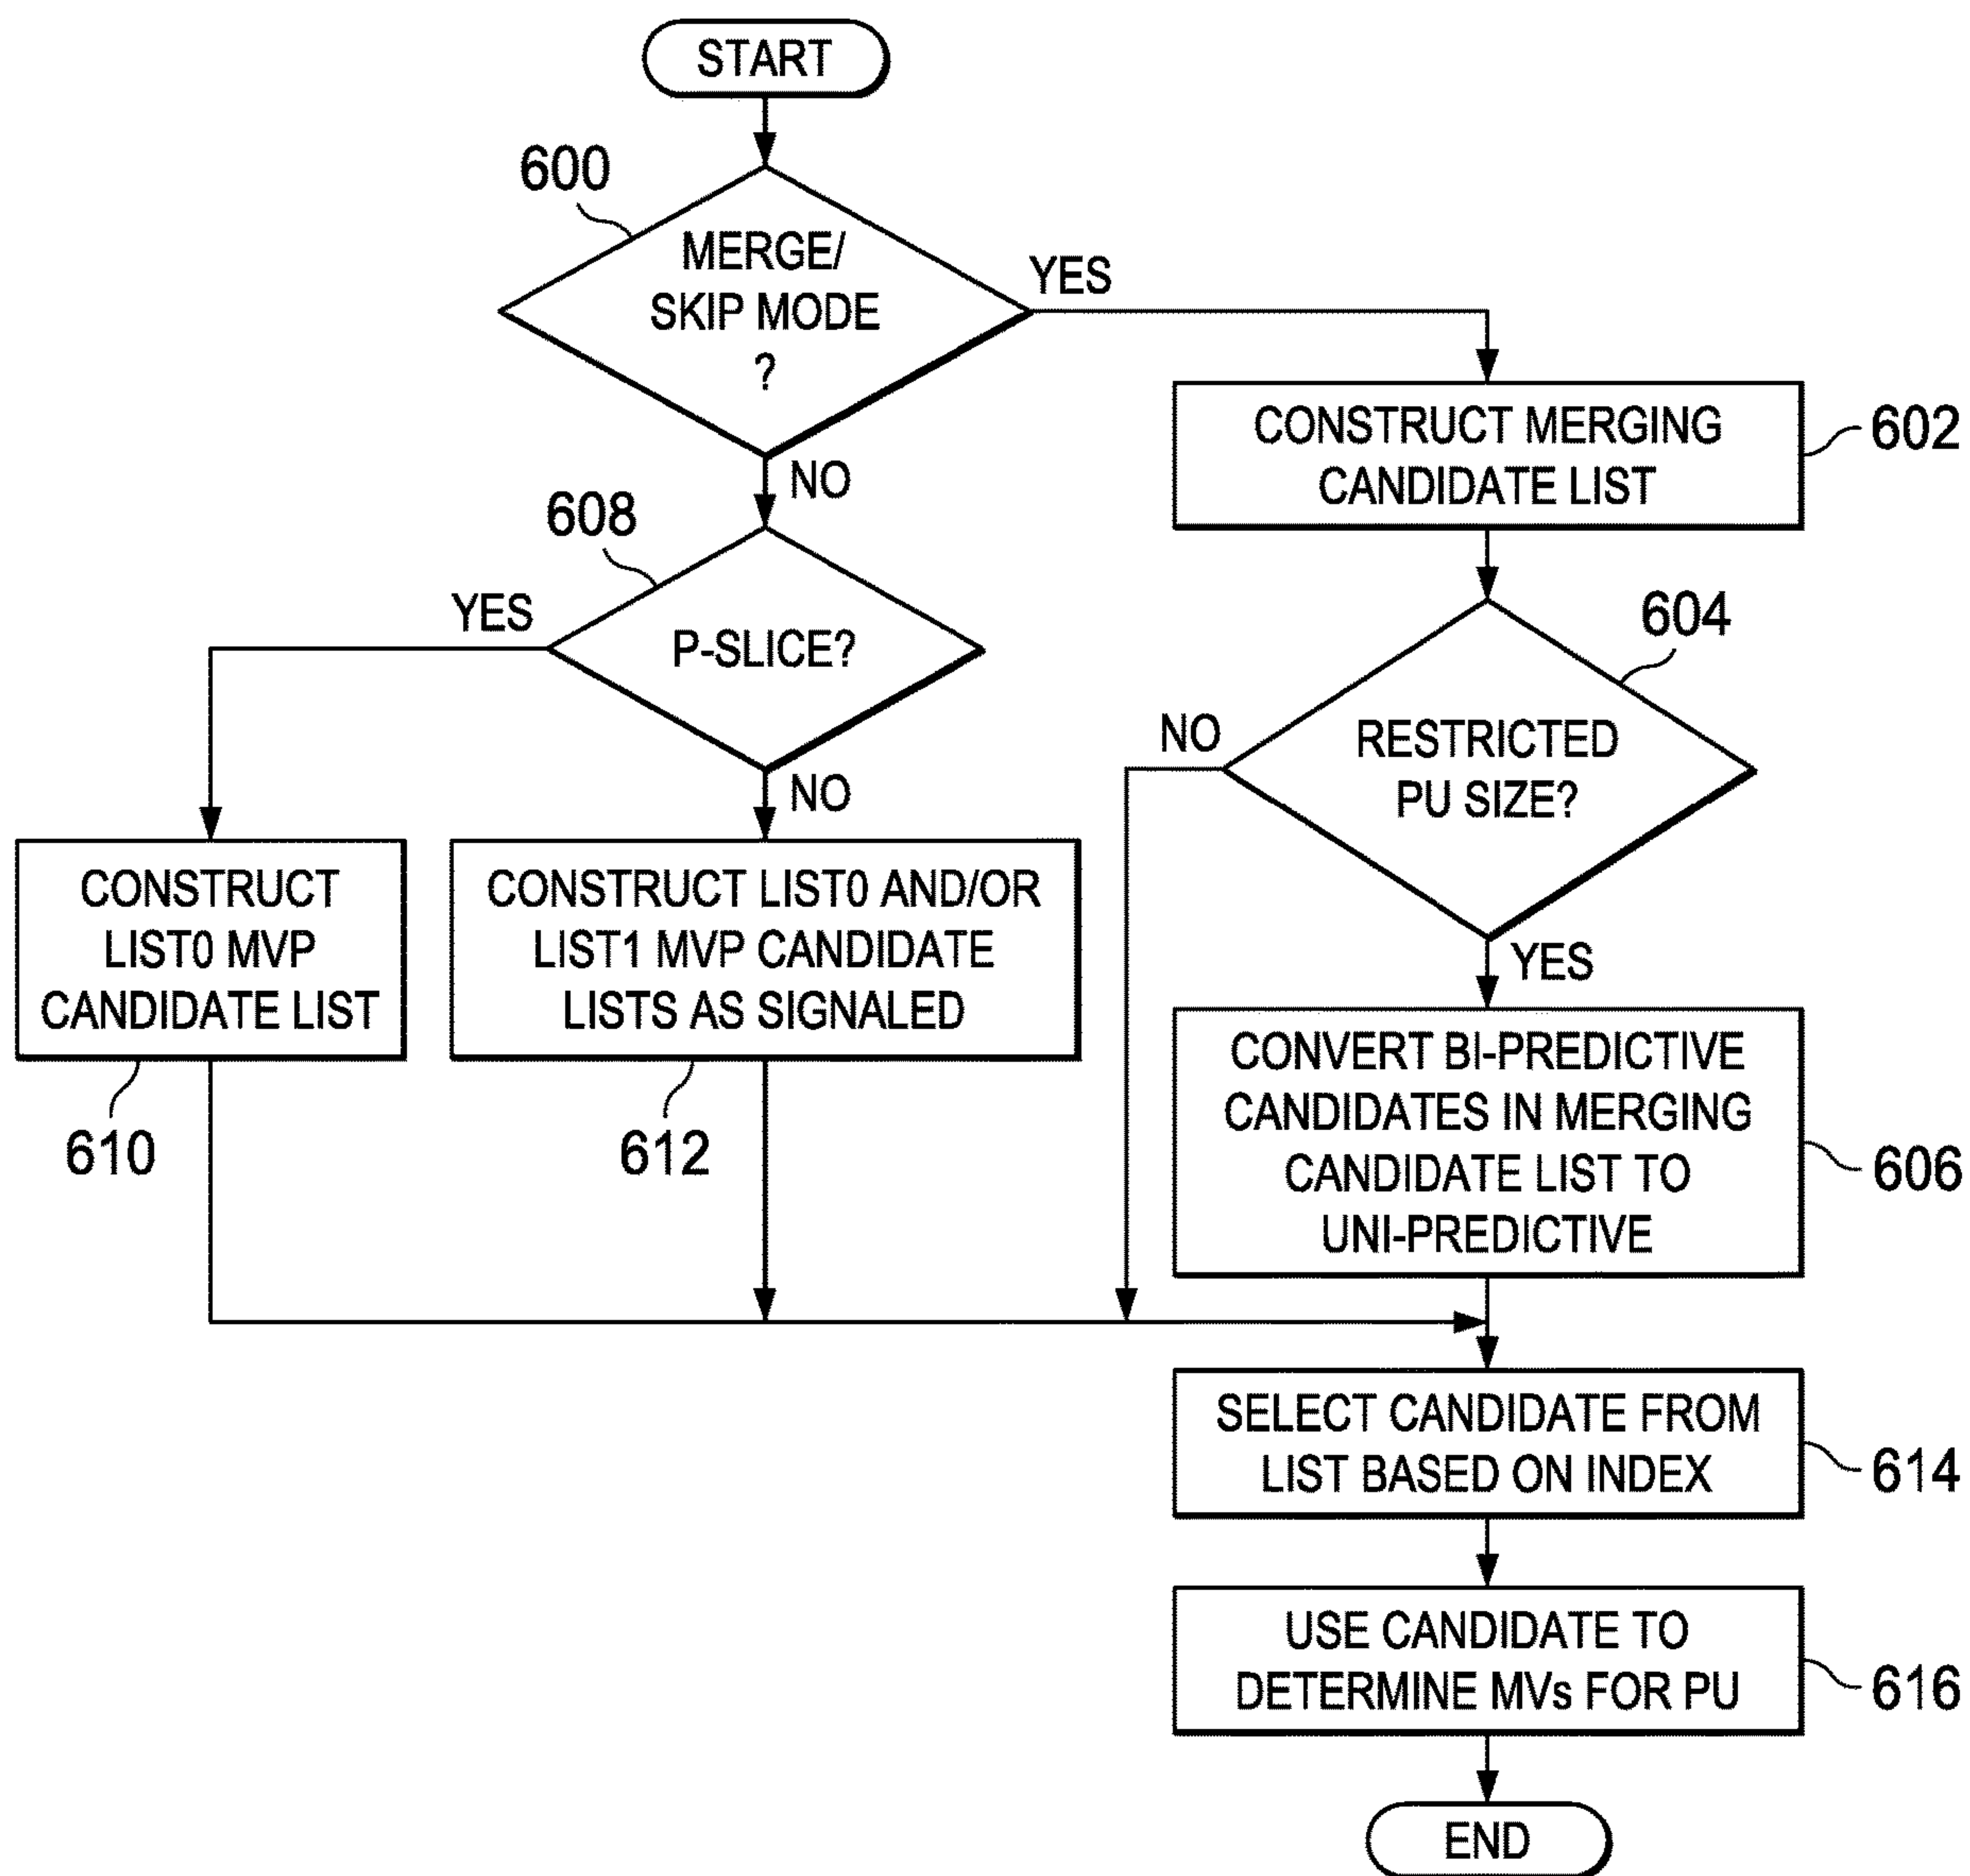 START
600
MERGE/
SKIP MODE
?
YES
NO
CONSTRUCT MERGING
CANDIDATE LIST
602
608
P-SLICE?
YES
NO
604
RESTRICTED
PU SIZE?
NO
YES
CONSTRUCT
LIST0 MVP
CANDIDATE LIST
610
CONSTRUCT LIST0 AND/OR
LIST1 MVP CANDIDATE
LISTS AS SIGNALED
612
CONVERT BI-PREDICTIVE
CANDIDATES IN MERGING
CANDIDATE LIST TO
UNI-PREDICTIVE
606
SELECT CANDIDATE FROM
LIST BASED ON INDEX
614
USE CANDIDATE TO
DETERMINE MVs FOR PU
616
END